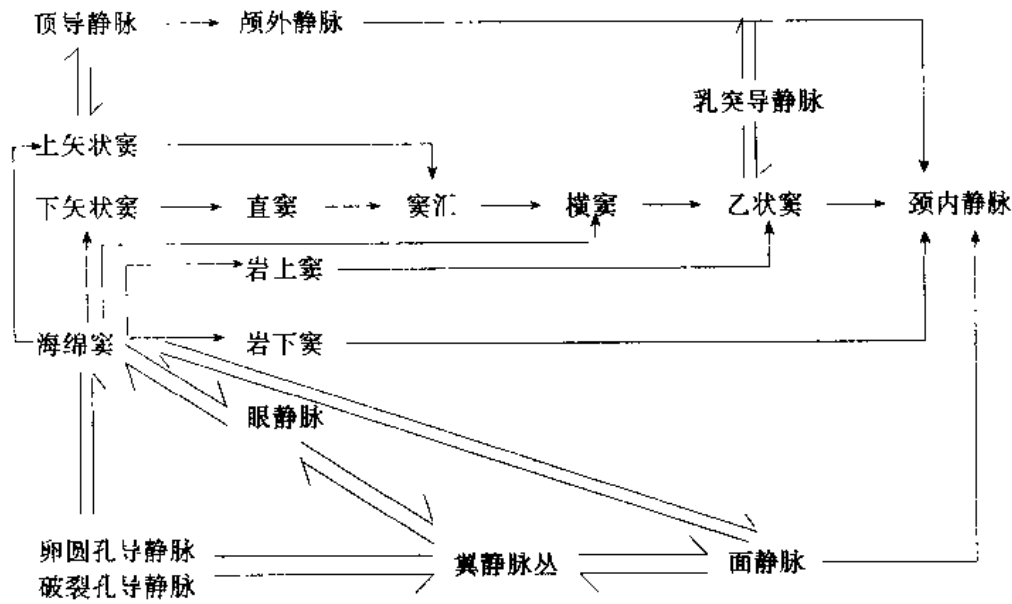 顶导静脉 颅外静脉
乳突导静脉
上矢状窦
下矢状窦 直窦 窦汇 横窦 乙状窦 颈内静脉
岩上窦
海绵窦 岩下窦
眼静脉
卵圆孔导静脉
破裂孔导静脉 翼静脉丛 面静脉